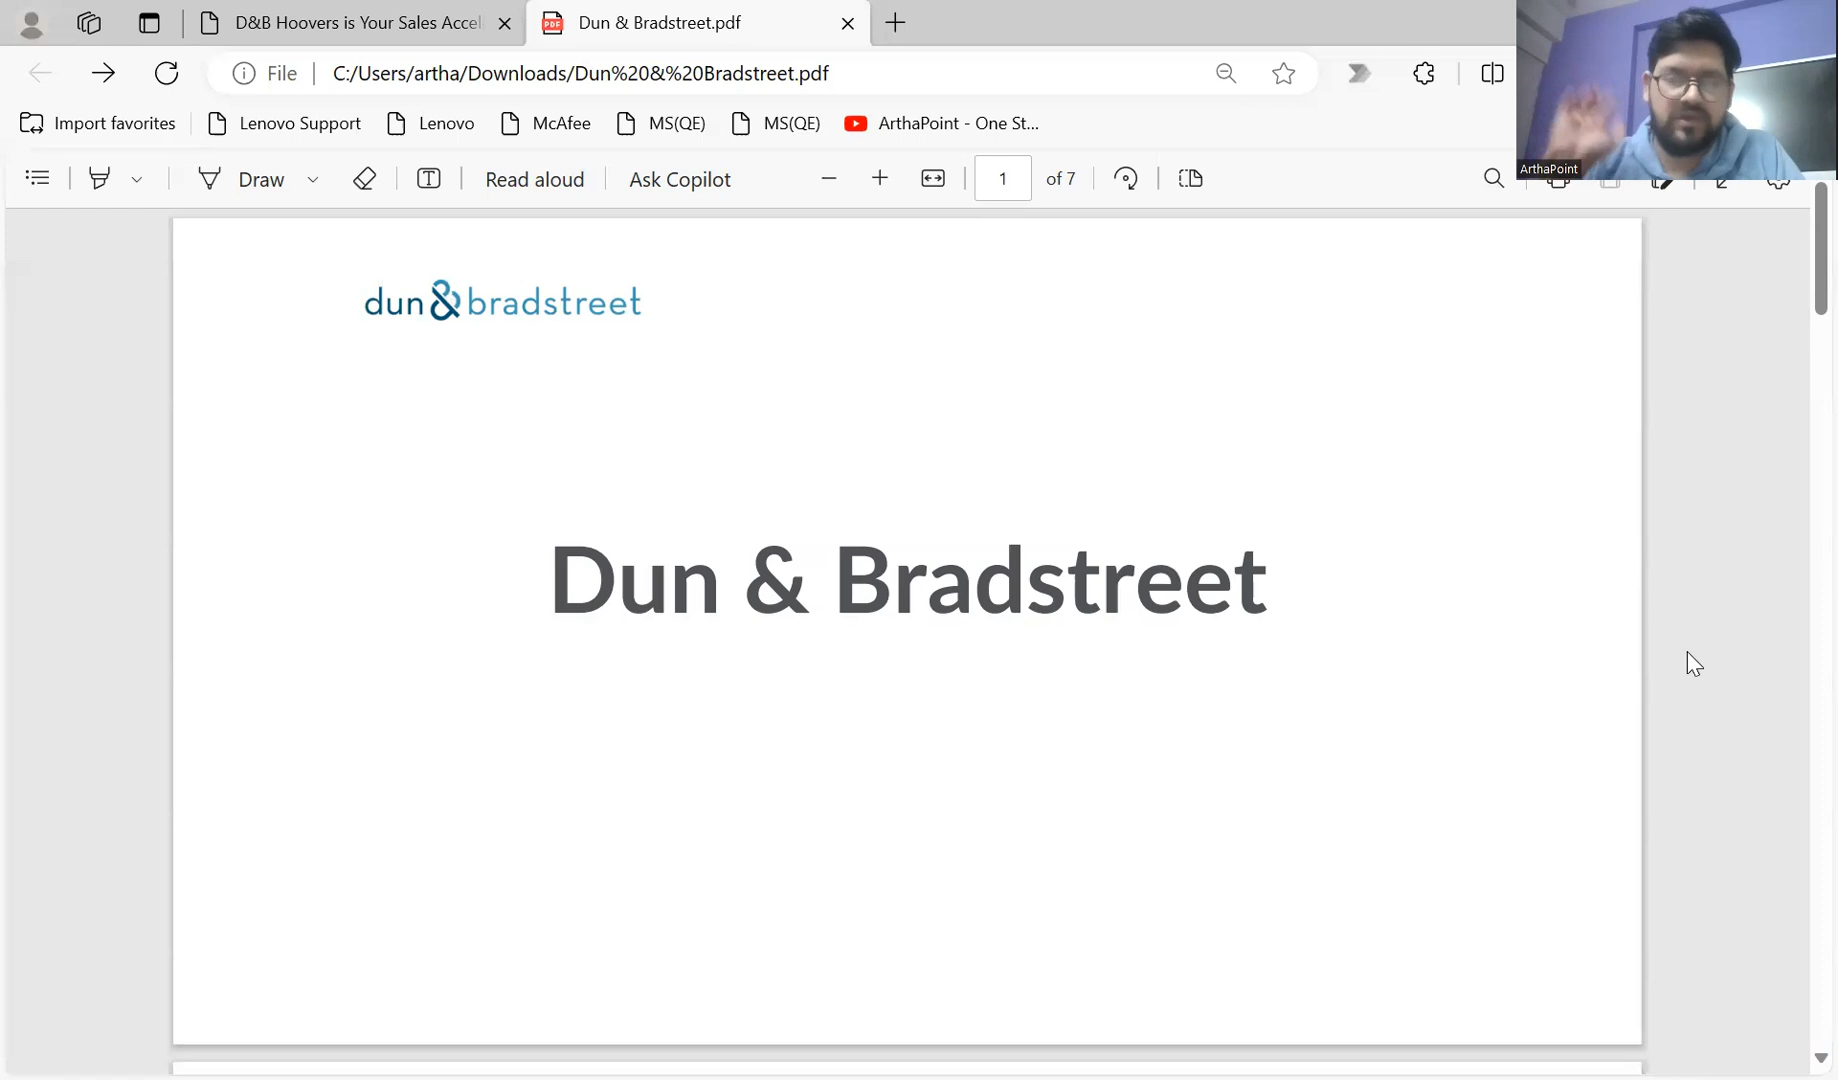 D&B Hoovers is Your Sales Accel
Dun & Bradstreet.pdf
File
C:/Users/artha/Downloads/Dun%20&%20Bradstreet.pdf
Import favorites
Lenovo Support
Lenovo
McAfee
MS(QE)
MS(QE)
ArthaPoint - One St...
Draw
Read aloud
Ask Copilot
1
of 7
ArthaPoint
dun & bradstreet
Dun & Bradstreet